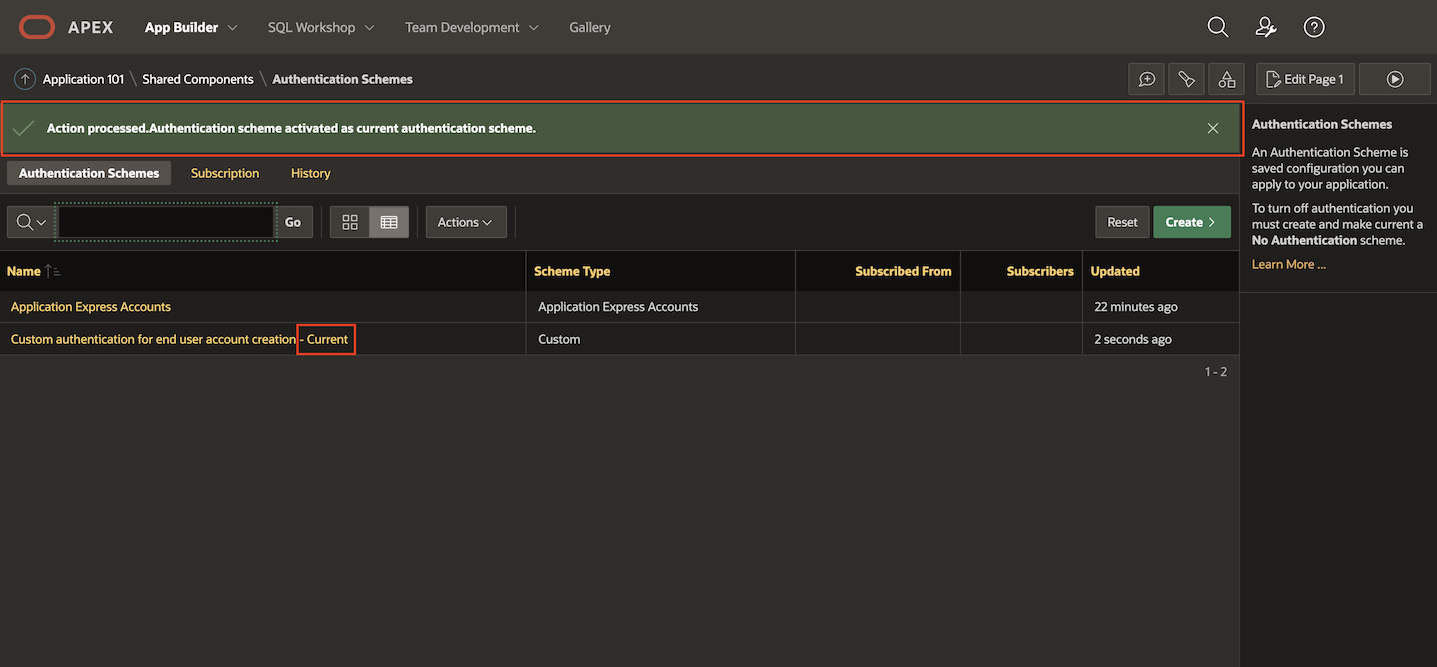 APEX App Builder SQL Workshop Team Development Gallery
Application 101 \ Shared Components \ Authentication Schemes
Edit Page 1
Action processed.Authentication scheme activated as current authentication scheme.
Authentication Schemes Subscription History
Go Actions Reset Create
Name Scheme Type Subscribed From Subscribers Updated
Application Express Accounts Application Express Accounts 22 minutes ago
Custom authentication for end user account creation - Current Custom 2 seconds ago
1 - 2
Authentication Schemes
An Authentication Scheme is
saved configuration you can
apply to your application.
To turn off authentication you
must create and make current a
No Authentication scheme.
Learn More ...